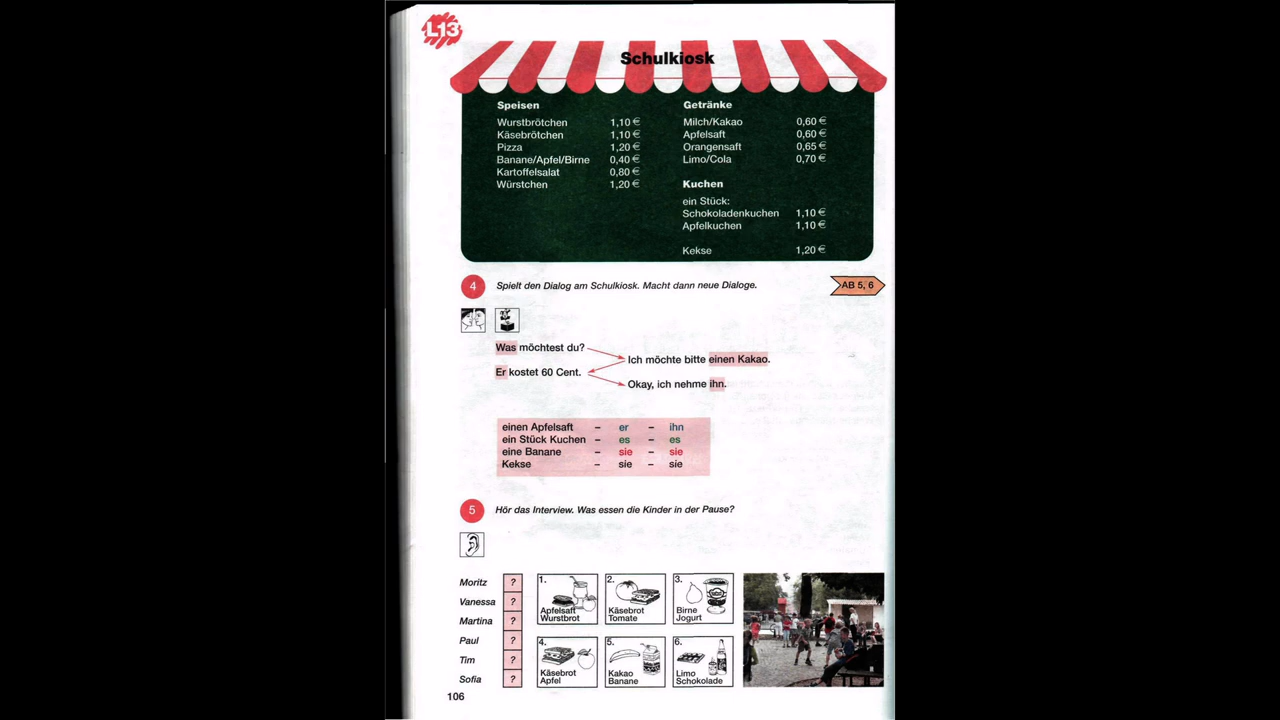 L13
Schulkiosk
Speisen
Wurstbrötchen 1,10 €
Käsebrötchen 1,10 €
Pizza 1,20 €
Banane/Apfel/Birne 0,40 €
Kartoffelsalat 0,80 €
Würstchen 1,20 €
Getränke
Milch/Kakao 0,60 €
Apfelsaft 0,60 €
Orangensaft 0,65 €
Limo/Cola 0,70 €
Kuchen
ein Stück:
Schokoladenkuchen 1,10 €
Apfelkuchen 1,10 €
Kekse 1,20 €
4 Spielt den Dialog am Schulkiosk. Macht dann neue Dialoge. AB 5, 6
Was möchtest du?
Ich möchte bitte einen Kakao.
Er kostet 60 Cent.
Okay, ich nehme ihn.
einen Apfelsaft – er – ihn
ein Stück Kuchen – es – es
eine Banane – sie – sie
Kekse – sie – sie
5 Hör das Interview. Was essen die Kinder in der Pause?
Moritz ?
Vanessa ?
Martina ?
Paul ?
Tim ?
Sofia ?
1.
Apfelsaft
Wurstbrot
2.
Käsebrot
Tomate
3.
Birne
Jogurt
4.
Käsebrot
Apfel
5.
Kakao
Banane
6.
Limo
Schokolade
106